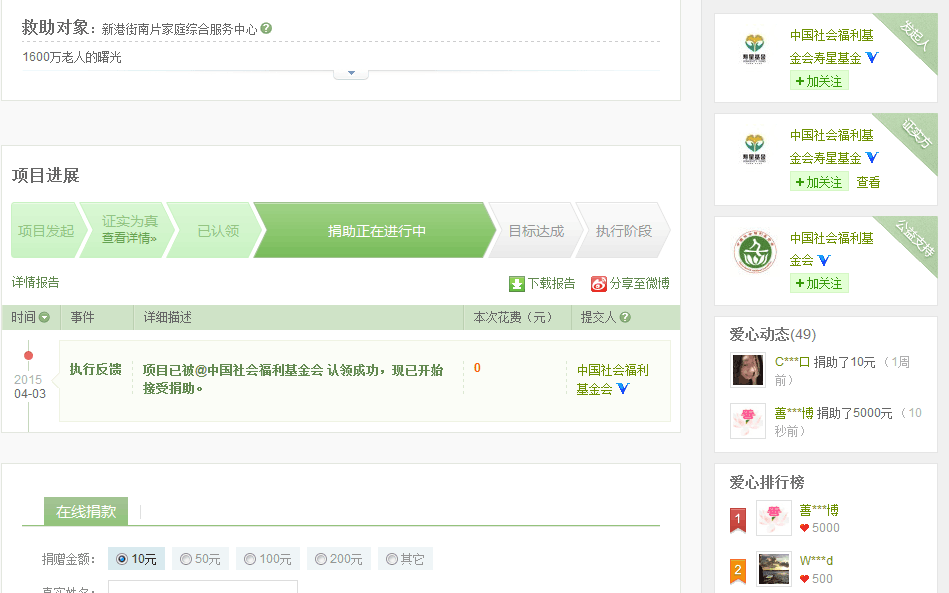 救助对象：新港街南片家庭综合服务中心
1600万老人的曙光
项目进展
项目发起
证实为真
查看详情»
已认领
捐助正在进行中
目标达成
执行阶段
详情报告
下载报告
分享至微博
时间
事件
详细描述
本次花费（元）
提交人
2015
04-03
执行反馈
项目已被@中国社会福利基金会 认领成功，现已开始
接受捐助。
0
中国社会福利
基金会
在线捐款
捐赠金额：
10元
50元
100元
200元
其它
真实姓名：
发起人
寿星基金
中国社会福利基
金会寿星基金
+加关注
证实方
寿星基金
中国社会福利基
金会寿星基金
+加关注 查看
公益支持
中国社会福利基
金会
+加关注
爱心动态(49)
C***口 捐助了10元 （1周
前）
善***博 捐助了5000元 （10
秒前）
爱心排行榜
1
善***博
5000
2
W***d
500